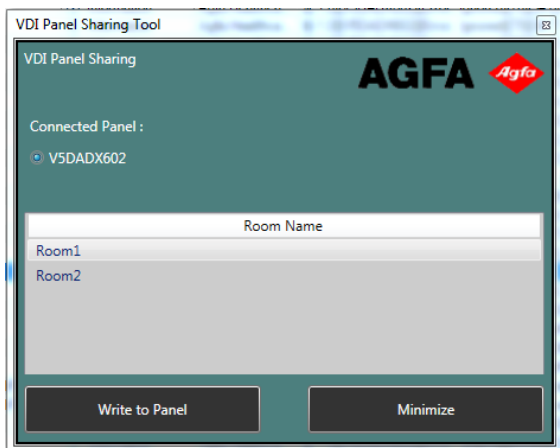 VDI Panel Sharing Tool
VDI Panel Sharing
AGFA Agfa
Connected Panel :
V5DADX602
Room Name
Room1
Room2
Write to Panel
Minimize